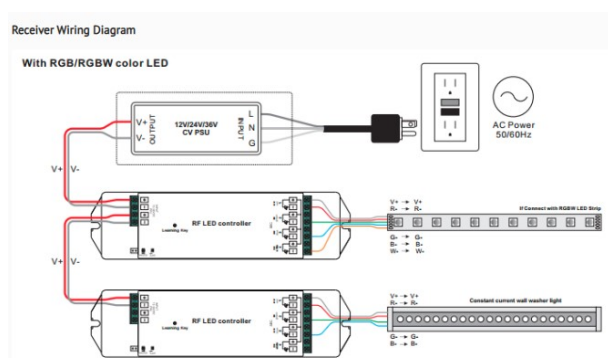 Receiver Wiring Diagram
With RGB/RGBW color LED
V+
V-
OUTPUT
12V/24V/36V
CV PSU
INPUT
L
N
G
AC Power
50/60Hz
V+ V-
RF LED controller
Learning Key
V+ → V+
R- → R-
If Connect with RGBW LED Strip
G- → G-
B- → B-
W- → W-
V+ V-
RF LED controller
Learning Key
V+ → V+
R- → R-
Constant current wall washer light
G- → G-
B- → B-